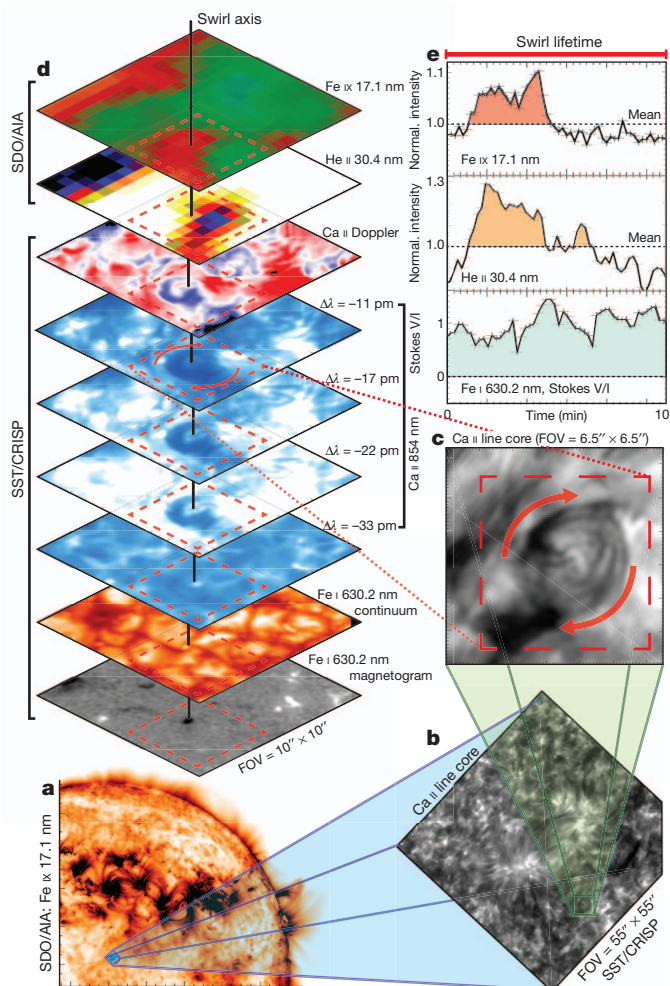 Swirl axis
d
SDO/AIA
Fe IX 17.1 nm
He II 30.4 nm
Ca II Doppler
SST/CRISP
Δλ = −11 pm
Δλ = −17 pm
Δλ = −22 pm
Δλ = −33 pm
Ca II 854 nm
Fe I 630.2 nm
continuum
Fe I 630.2 nm
magnetogram
FOV = 10″ × 10″
e
Swirl lifetime
Normal. intensity
1.1
1.0
Mean
Fe IX 17.1 nm
Normal. intensity
1.3
1.0
Mean
He II 30.4 nm
Stokes V/I
1
0
Fe I 630.2 nm, Stokes V/I
0
10
Time (min)
c
Ca II line core (FOV = 6.5″ × 6.5″)
a
SDO/AIA: Fe IX 17.1 nm
b
Ca II line core
FOV = 55″ × 55″
SST/CRISP